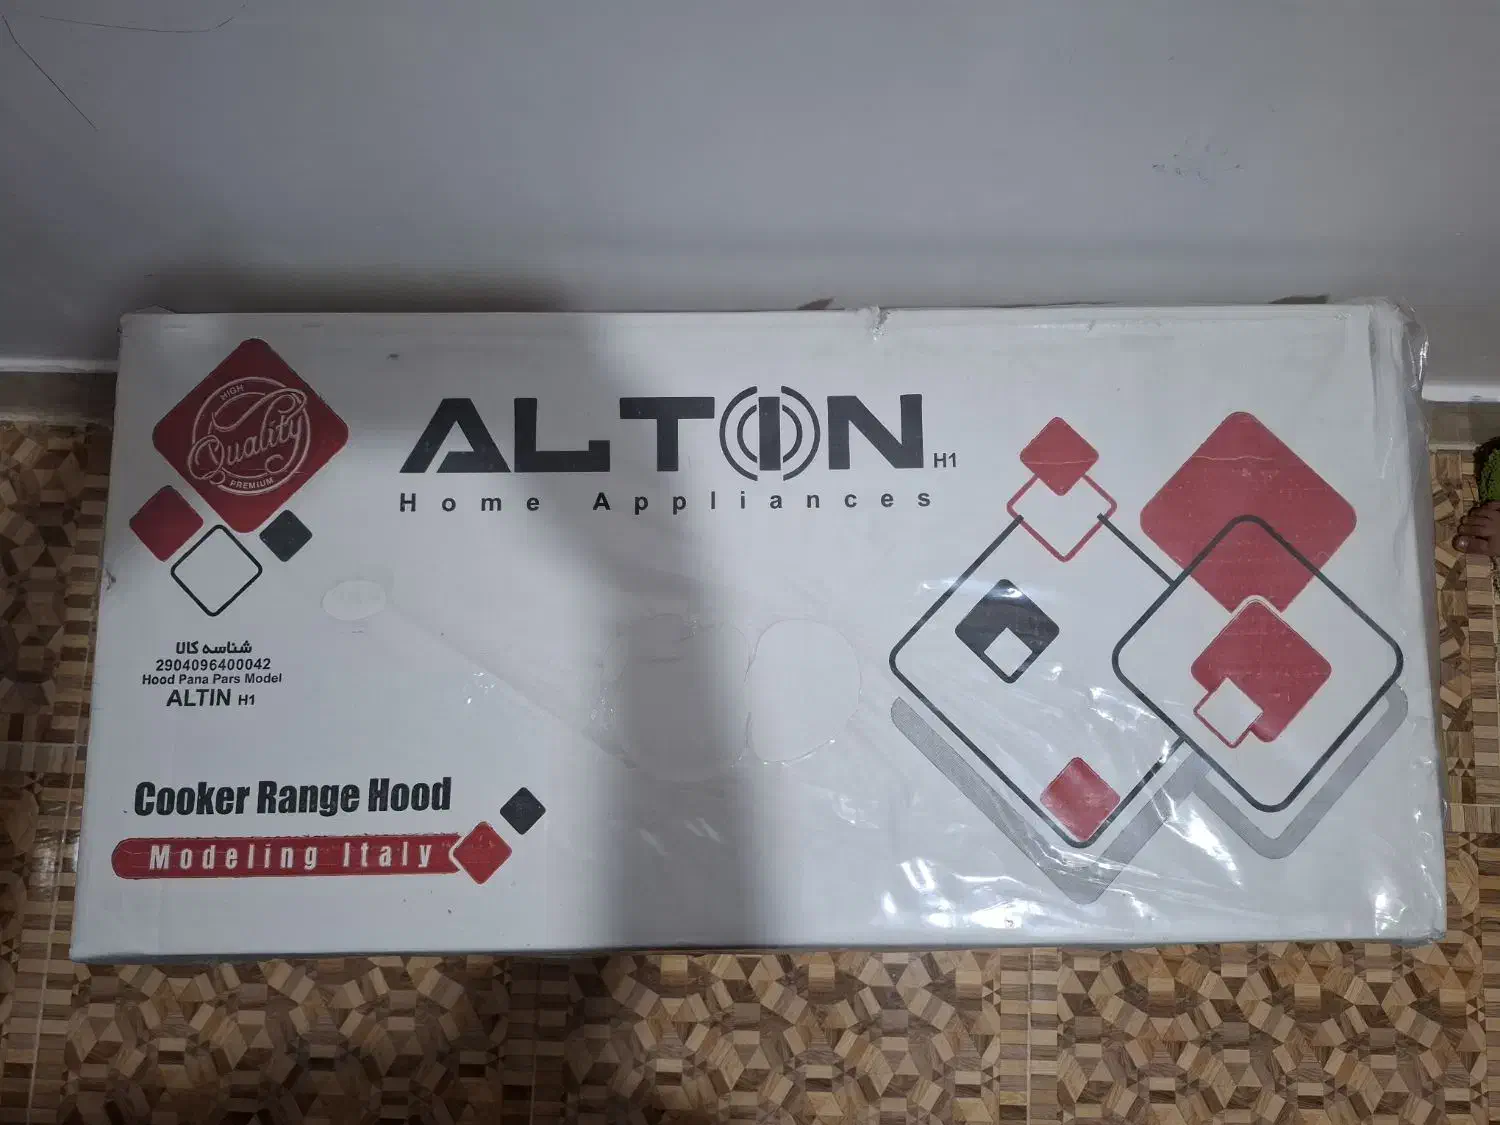 HIGH
Quality
PREMIUM
ALTIN H1
Home Appliances
شناسه کالا
2904096400042
Hood Pana Pars Model
ALTIN H1
Cooker Range Hood
Modeling Italy